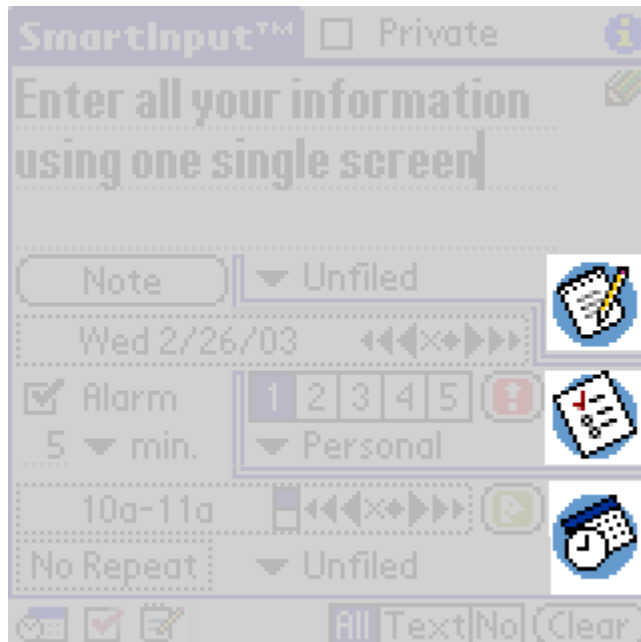 SmartInput™ Private
Enter all your information
using one single screen
Note Unfiled
Wed 2/26/03
Alarm 1 2 3 4 5
5 min. Personal
10a-11a
No Repeat Unfiled
All Text No Clear